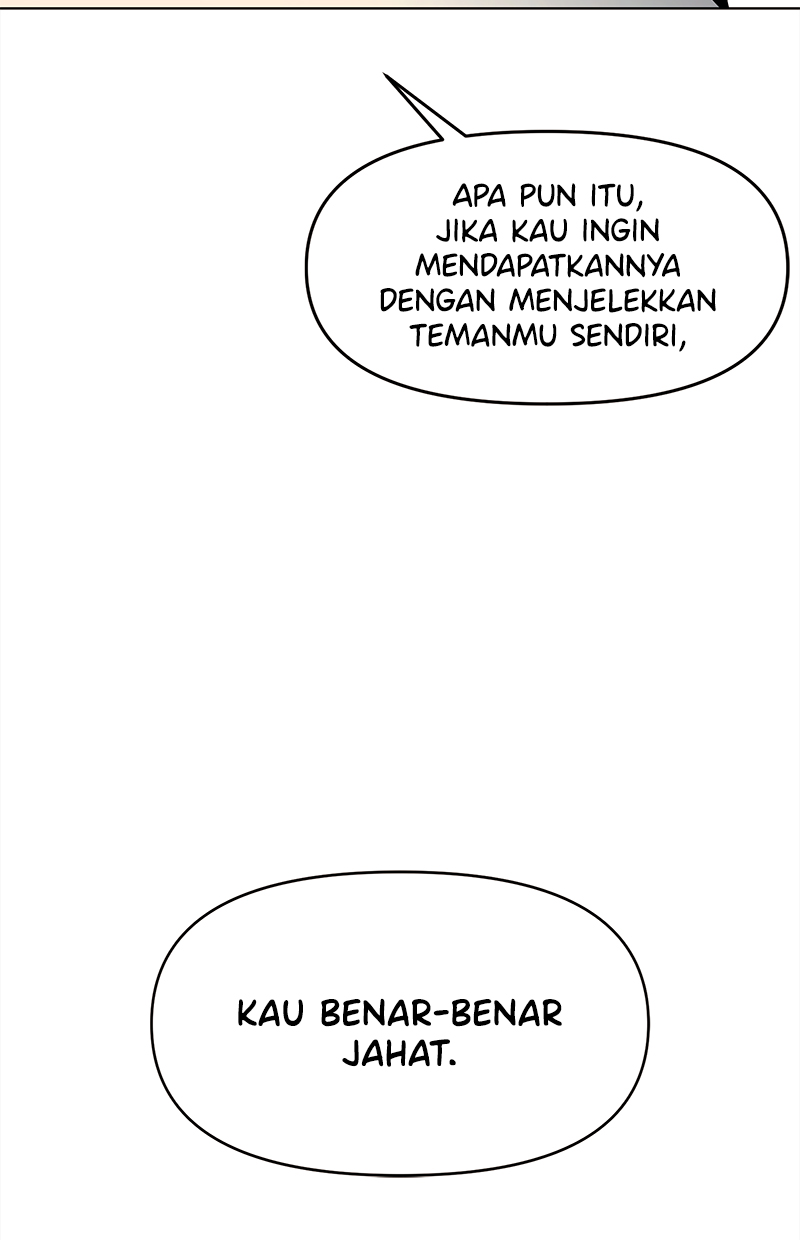 APA PUN ITU,
JIKA KAU INGIN
MENDAPATKANNYA
DENGAN MENJELEKKAN
TEMANMU SENDIRI,
KAU BENAR-BENAR
JAHAT.